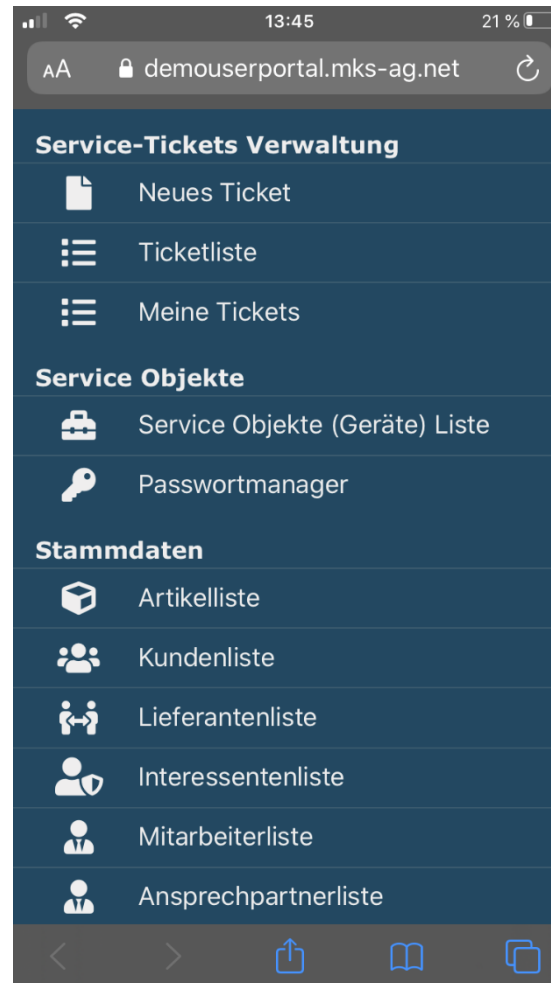 13:45
21 %
AA demouserportal.mks-ag.net
Service-Tickets Verwaltung
Neues Ticket
Ticketliste
Meine Tickets
Service Objekte
Service Objekte (Geräte) Liste
Passwortmanager
Stammdaten
Artikelliste
Kundenliste
Lieferantenliste
Interessentenliste
Mitarbeiterliste
Ansprechpartnerliste